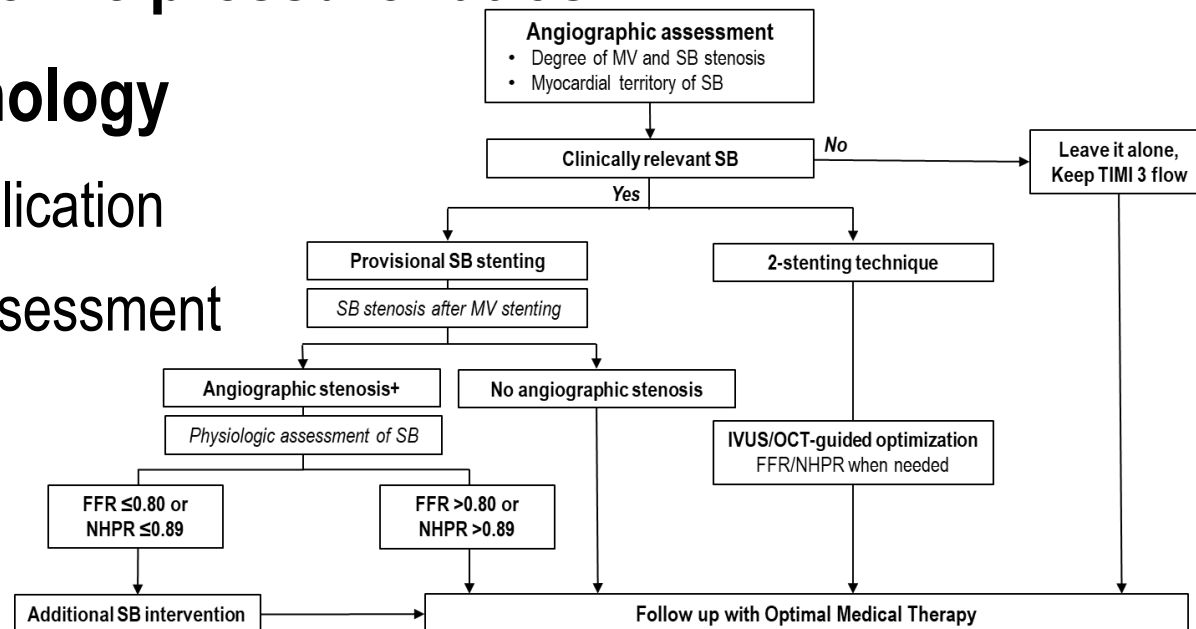 nology
lication
sessment
Angiographic assessment
• Degree of MV and SB stenosis
• Myocardial territory of SB
Clinically relevant SB
No
Leave it alone,
Keep TIMI 3 flow
Yes
Provisional SB stenting
2-stenting technique
SB stenosis after MV stenting
Angiographic stenosis+
No angiographic stenosis
Physiologic assessment of SB
IVUS/OCT-guided optimization
FFR/NHPR when needed
FFR ≤0.80 or
NHPR ≤0.89
FFR >0.80 or
NHPR >0.89
Additional SB intervention
Follow up with Optimal Medical Therapy